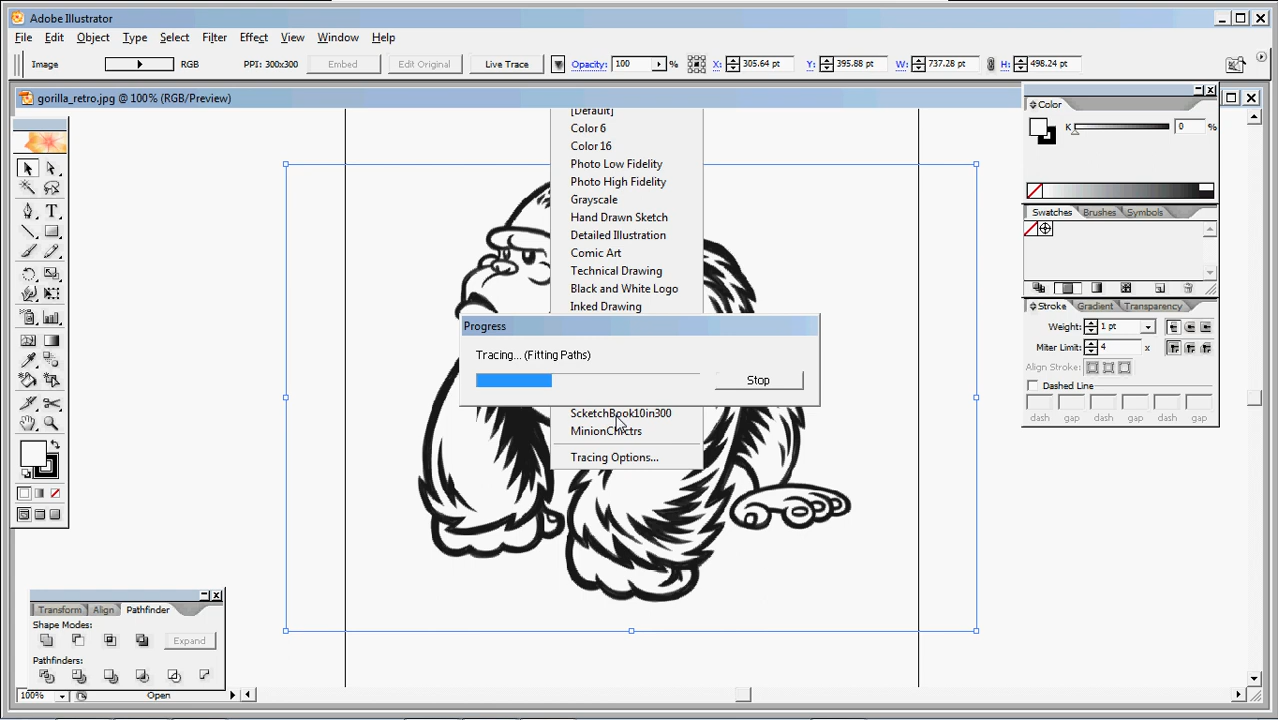 Adobe Illustrator
File Edit Object Type Select Filter Effect View Window Help
Image RGB PPI: 300x300 Embed Edit Original Live Trace Opacity: 100 % X: 305.64 pt Y: 395.88 pt W: 737.28 pt H: 498.24 pt
gorilla_retro.jpg @ 100% (RGB/Preview)
Color
K 0 %
Swatches Brushes Symbols
Stroke Gradient Transparency
Weight: 1 pt
Miter Limit: 4 x
Align Stroke:
Dashed Line
dash gap dash gap dash gap
[Default]
Color 6
Color 16
Photo Low Fidelity
Photo High Fidelity
Grayscale
Hand Drawn Sketch
Detailed Illustration
Comic Art
Technical Drawing
Black and White Logo
Inked Drawing
Progress
Tracing... (Fitting Paths)
Stop
ScketchBook10in300
Tracing Options...
Transform Align Pathfinder
Shape Modes:
Expand
Pathfinders:
100% Open